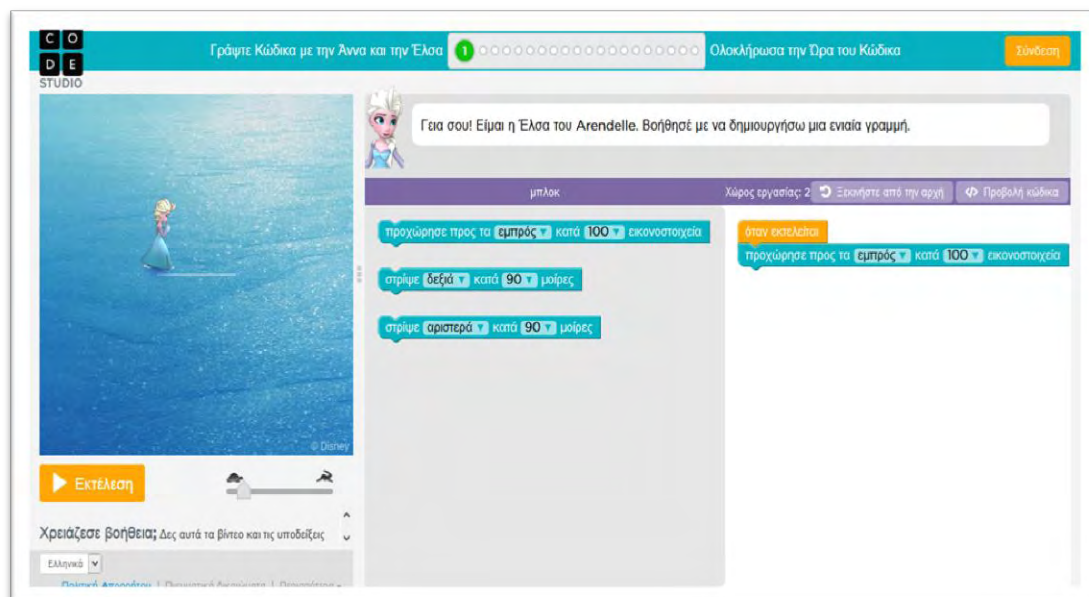 CODE
STUDIO
Γράψτε Κώδικα με την Άννα και την Έλσα 1 Ολοκλήρωσα την Ώρα του Κώδικα Σύνδεση
Γεια σου! Είμαι η Έλσα του Arendelle. Βοήθησέ με να δημιουργήσω μια ενιαία γραμμή.
μπλοκ Χώρος εργασίας: 2 Ξεκινήστε από την αρχή </> Προβολή κώδικα
προχώρησε προς τα εμπρός κατά 100 εικονοστοιχεία
στρίψε δεξιά κατά 90 μοίρες
στρίψε αριστερά κατά 90 μοίρες
όταν εκτελείται
προχώρησε προς τα εμπρός κατά 100 εικονοστοιχεία
© Disney
Εκτέλεση
Χρειάζεσε βοήθεια; Δες αυτά τα βίντεο και τις υποδείξεις
Ελληνικά